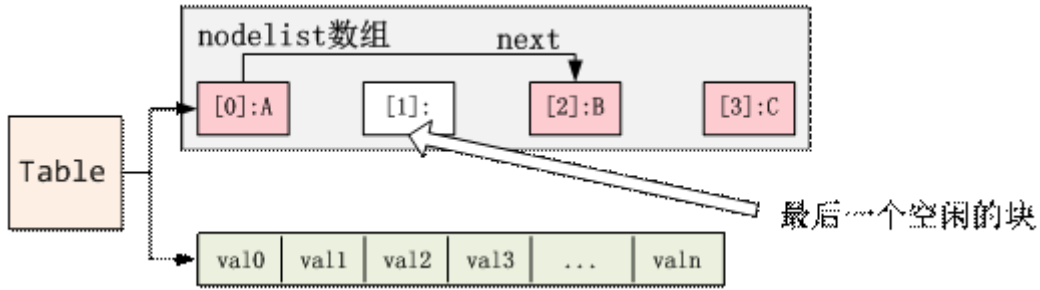 nodelist数组
next
[0]:A
[1]:
[2]:B
[3]:C
Table
最后一个空闲的块
val0 val1 val2 val3 ... valn